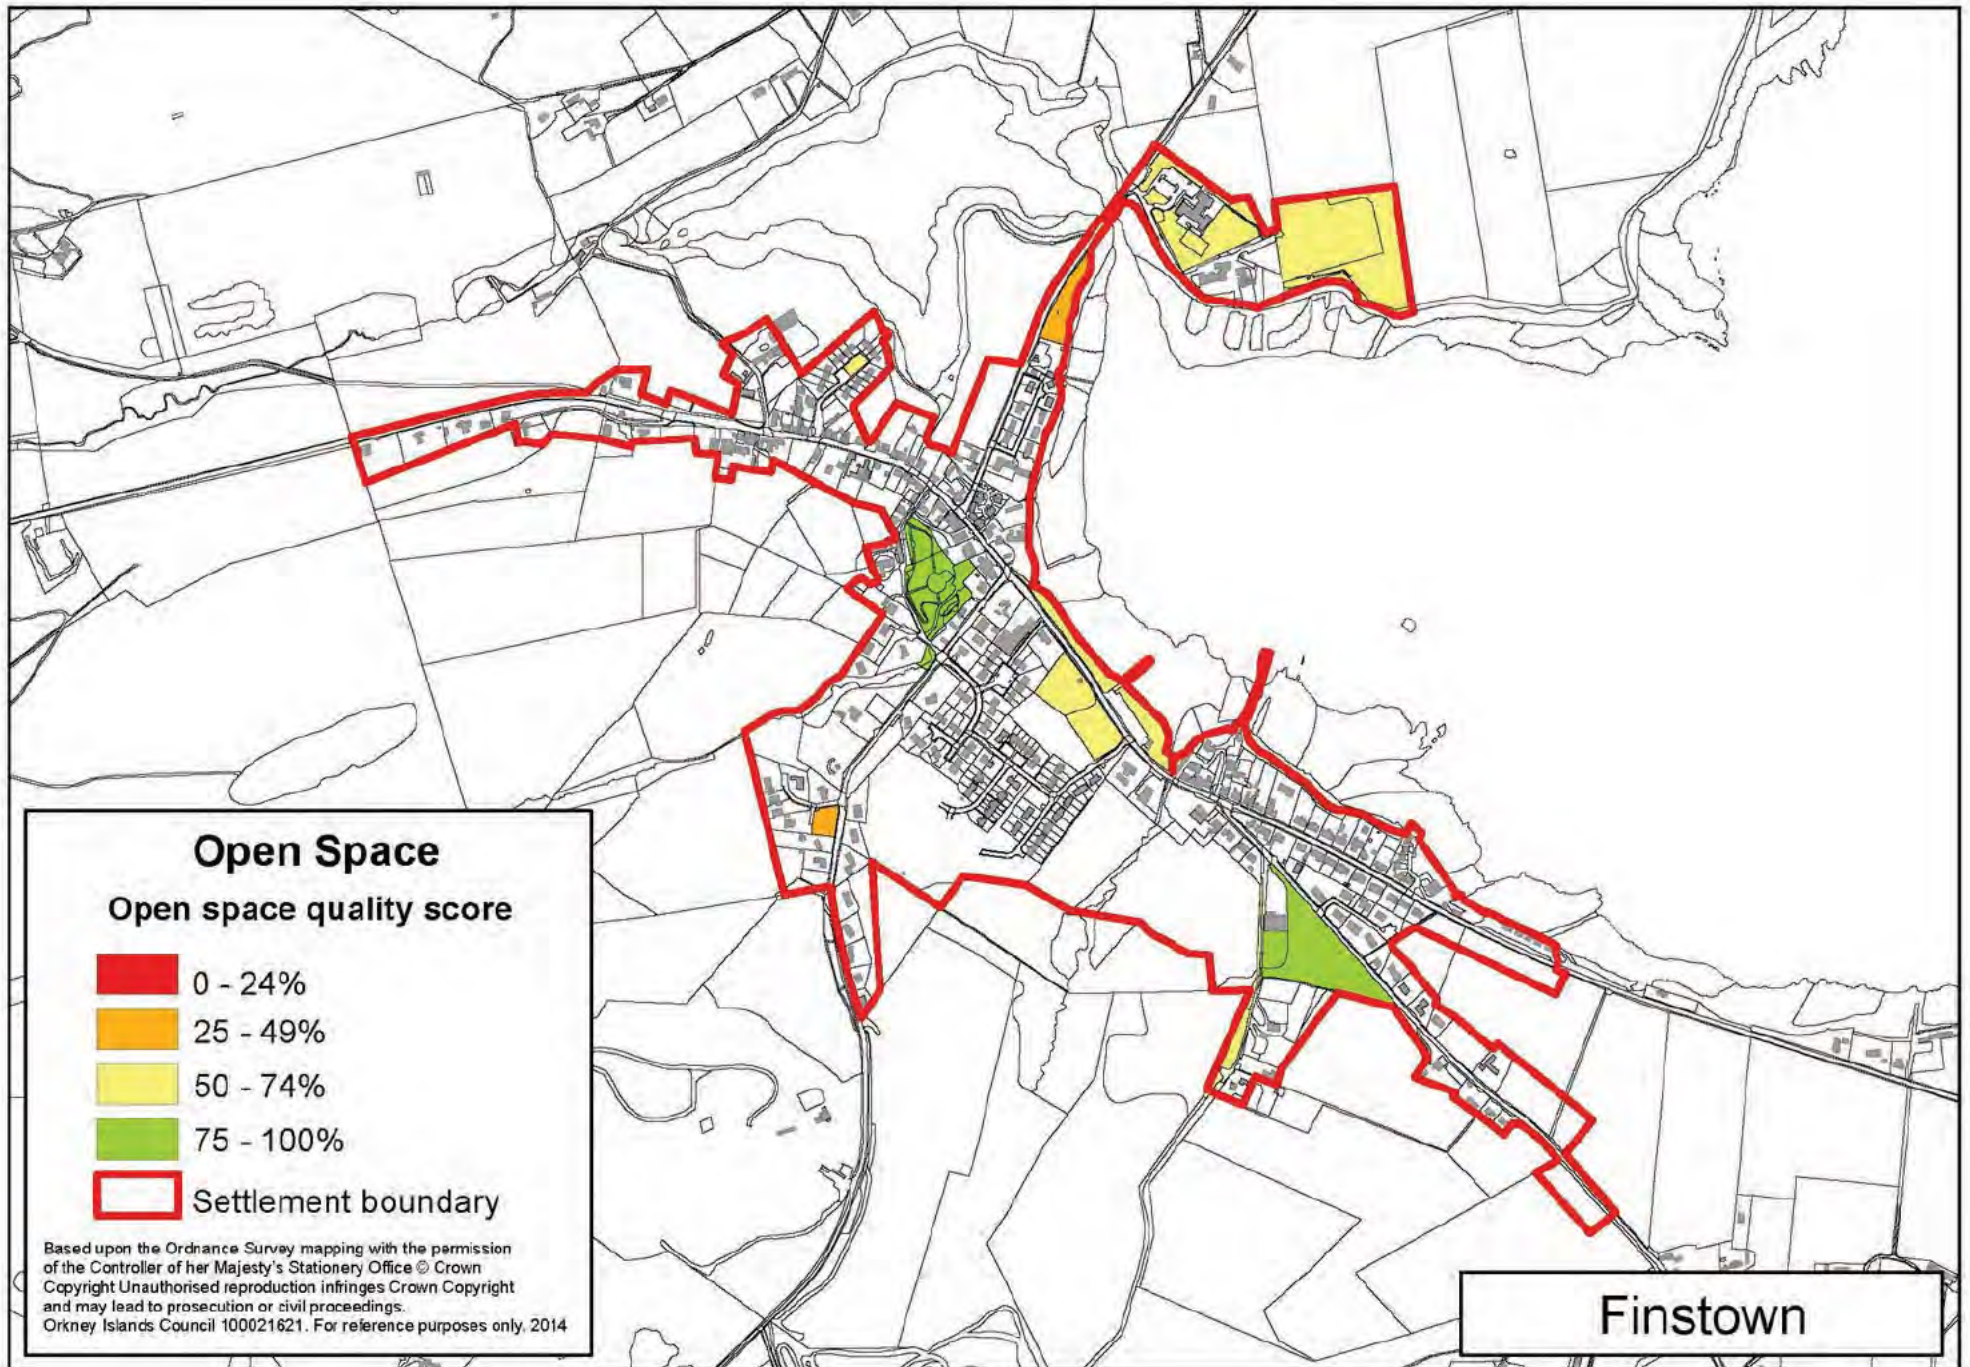 Open Space
Open space quality score
0 - 24%
25 - 49%
50 - 74%
75 - 100%
Settlement boundary
Based upon the Ordnance Survey mapping with the permission
of the Controller of her Majesty's Stationery Office © Crown
Copyright Unauthorised reproduction infringes Crown Copyright
and may lead to prosecution or civil proceedings.
Orkney Islands Council 100021621. For reference purposes only. 2014
Finstown